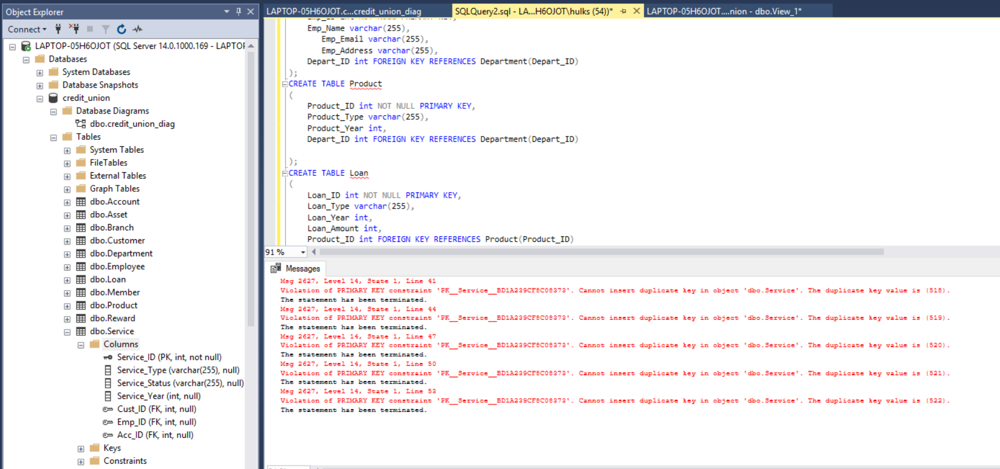 Object Explorer
Connect
LAPTOP-05H6OJOT (SQL Server 14.0.1000.169 - LAPTOP
Databases
System Databases
Database Snapshots
credit_union
Database Diagrams
dbo.credit_union_diag
Tables
System Tables
FileTables
External Tables
Graph Tables
dbo.Account
dbo.Asset
dbo.Branch
dbo.Customer
dbo.Department
dbo.Employee
dbo.Loan
dbo.Member
dbo.Product
dbo.Reward
dbo.Service
Columns
Service_ID (PK, int, not null)
Service_Type (varchar(255), null)
Service_Status (varchar(255), null)
Service_Year (int, null)
Cust_ID (FK, int, null)
Emp_ID (FK, int, null)
Acc_ID (FK, int, null)
Keys
Constraints
LAPTOP-05H6OJOT.c...credit_union_diag
SQLQuery2.sql - LA...H6OJOT\hulks (54))*
LAPTOP-05H6OJOT....nion - dbo.View_1*
Emp_ID int NOT NULL PRIMARY KEY,
Emp_Name varchar(255),
Emp_Email varchar(255),
Emp_Address varchar(255),
Depart_ID int FOREIGN KEY REFERENCES Department(Depart_ID)
);
CREATE TABLE Product
(
Product_ID int NOT NULL PRIMARY KEY,
Product_Type varchar(255),
Product_Year int,
Depart_ID int FOREIGN KEY REFERENCES Department(Depart_ID)
);
CREATE TABLE Loan
(
Loan_ID int NOT NULL PRIMARY KEY,
Loan_Type varchar(255),
Loan_Year int,
Loan_Amount int,
Product_ID int FOREIGN KEY REFERENCES Product(Product_ID)
91 %
Messages
Msg 2627, Level 14, State 1, Line 41
Violation of PRIMARY KEY constraint 'PK__Service__BD1A239CF8C08373'. Cannot insert duplicate key in object 'dbo.Service'. The duplicate key value is (518).
The statement has been terminated.
Msg 2627, Level 14, State 1, Line 44
Violation of PRIMARY KEY constraint 'PK__Service__BD1A239CF8C08373'. Cannot insert duplicate key in object 'dbo.Service'. The duplicate key value is (519).
The statement has been terminated.
Msg 2627, Level 14, State 1, Line 47
Violation of PRIMARY KEY constraint 'PK__Service__BD1A239CF8C08373'. Cannot insert duplicate key in object 'dbo.Service'. The duplicate key value is (520).
The statement has been terminated.
Msg 2627, Level 14, State 1, Line 50
Violation of PRIMARY KEY constraint 'PK__Service__BD1A239CF8C08373'. Cannot insert duplicate key in object 'dbo.Service'. The duplicate key value is (521).
The statement has been terminated.
Msg 2627, Level 14, State 1, Line 53
Violation of PRIMARY KEY constraint 'PK__Service__BD1A239CF8C08373'. Cannot insert duplicate key in object 'dbo.Service'. The duplicate key value is (522).
The statement has been terminated.